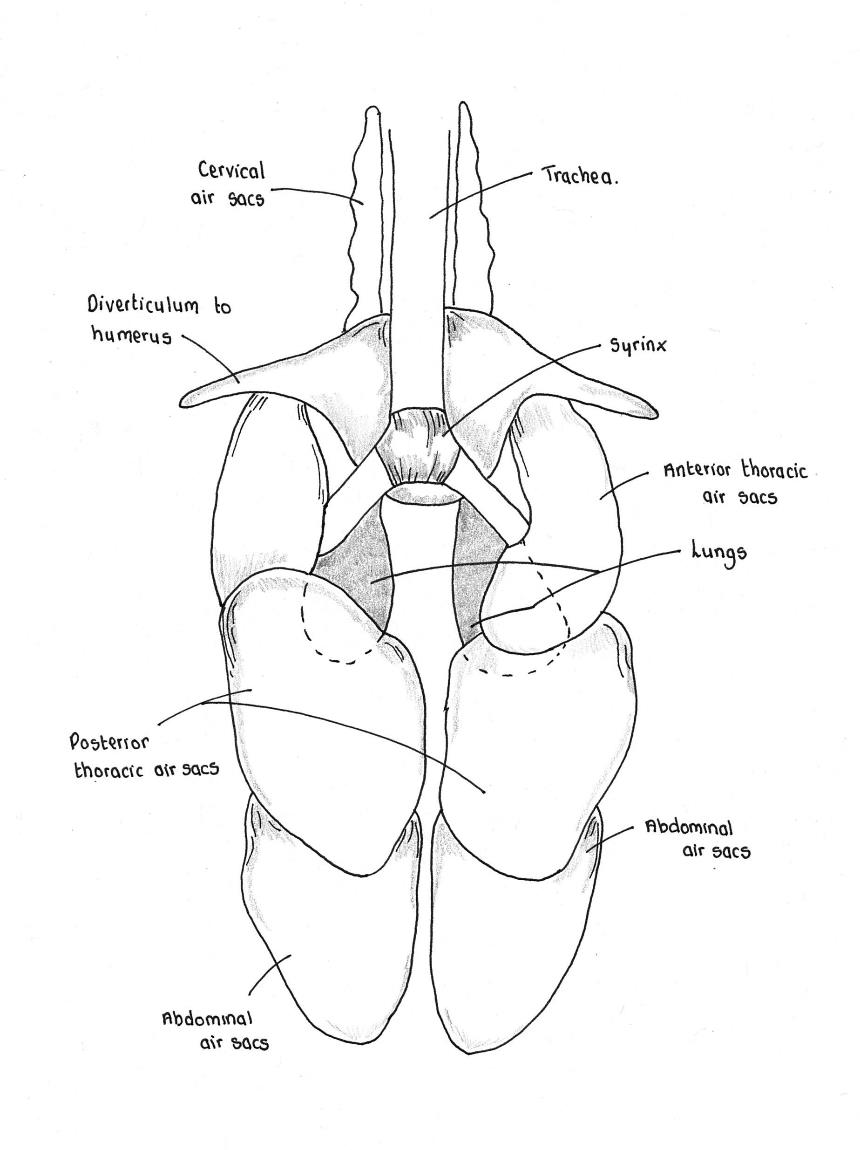 Cervical
air sacs
Trachea.
Diverticulum to
humerus
Syrinx
Anterior thoracic
air sacs
Lungs
Posterior
thoracic air sacs
Abdominal
air sacs
Abdominal
air sacs